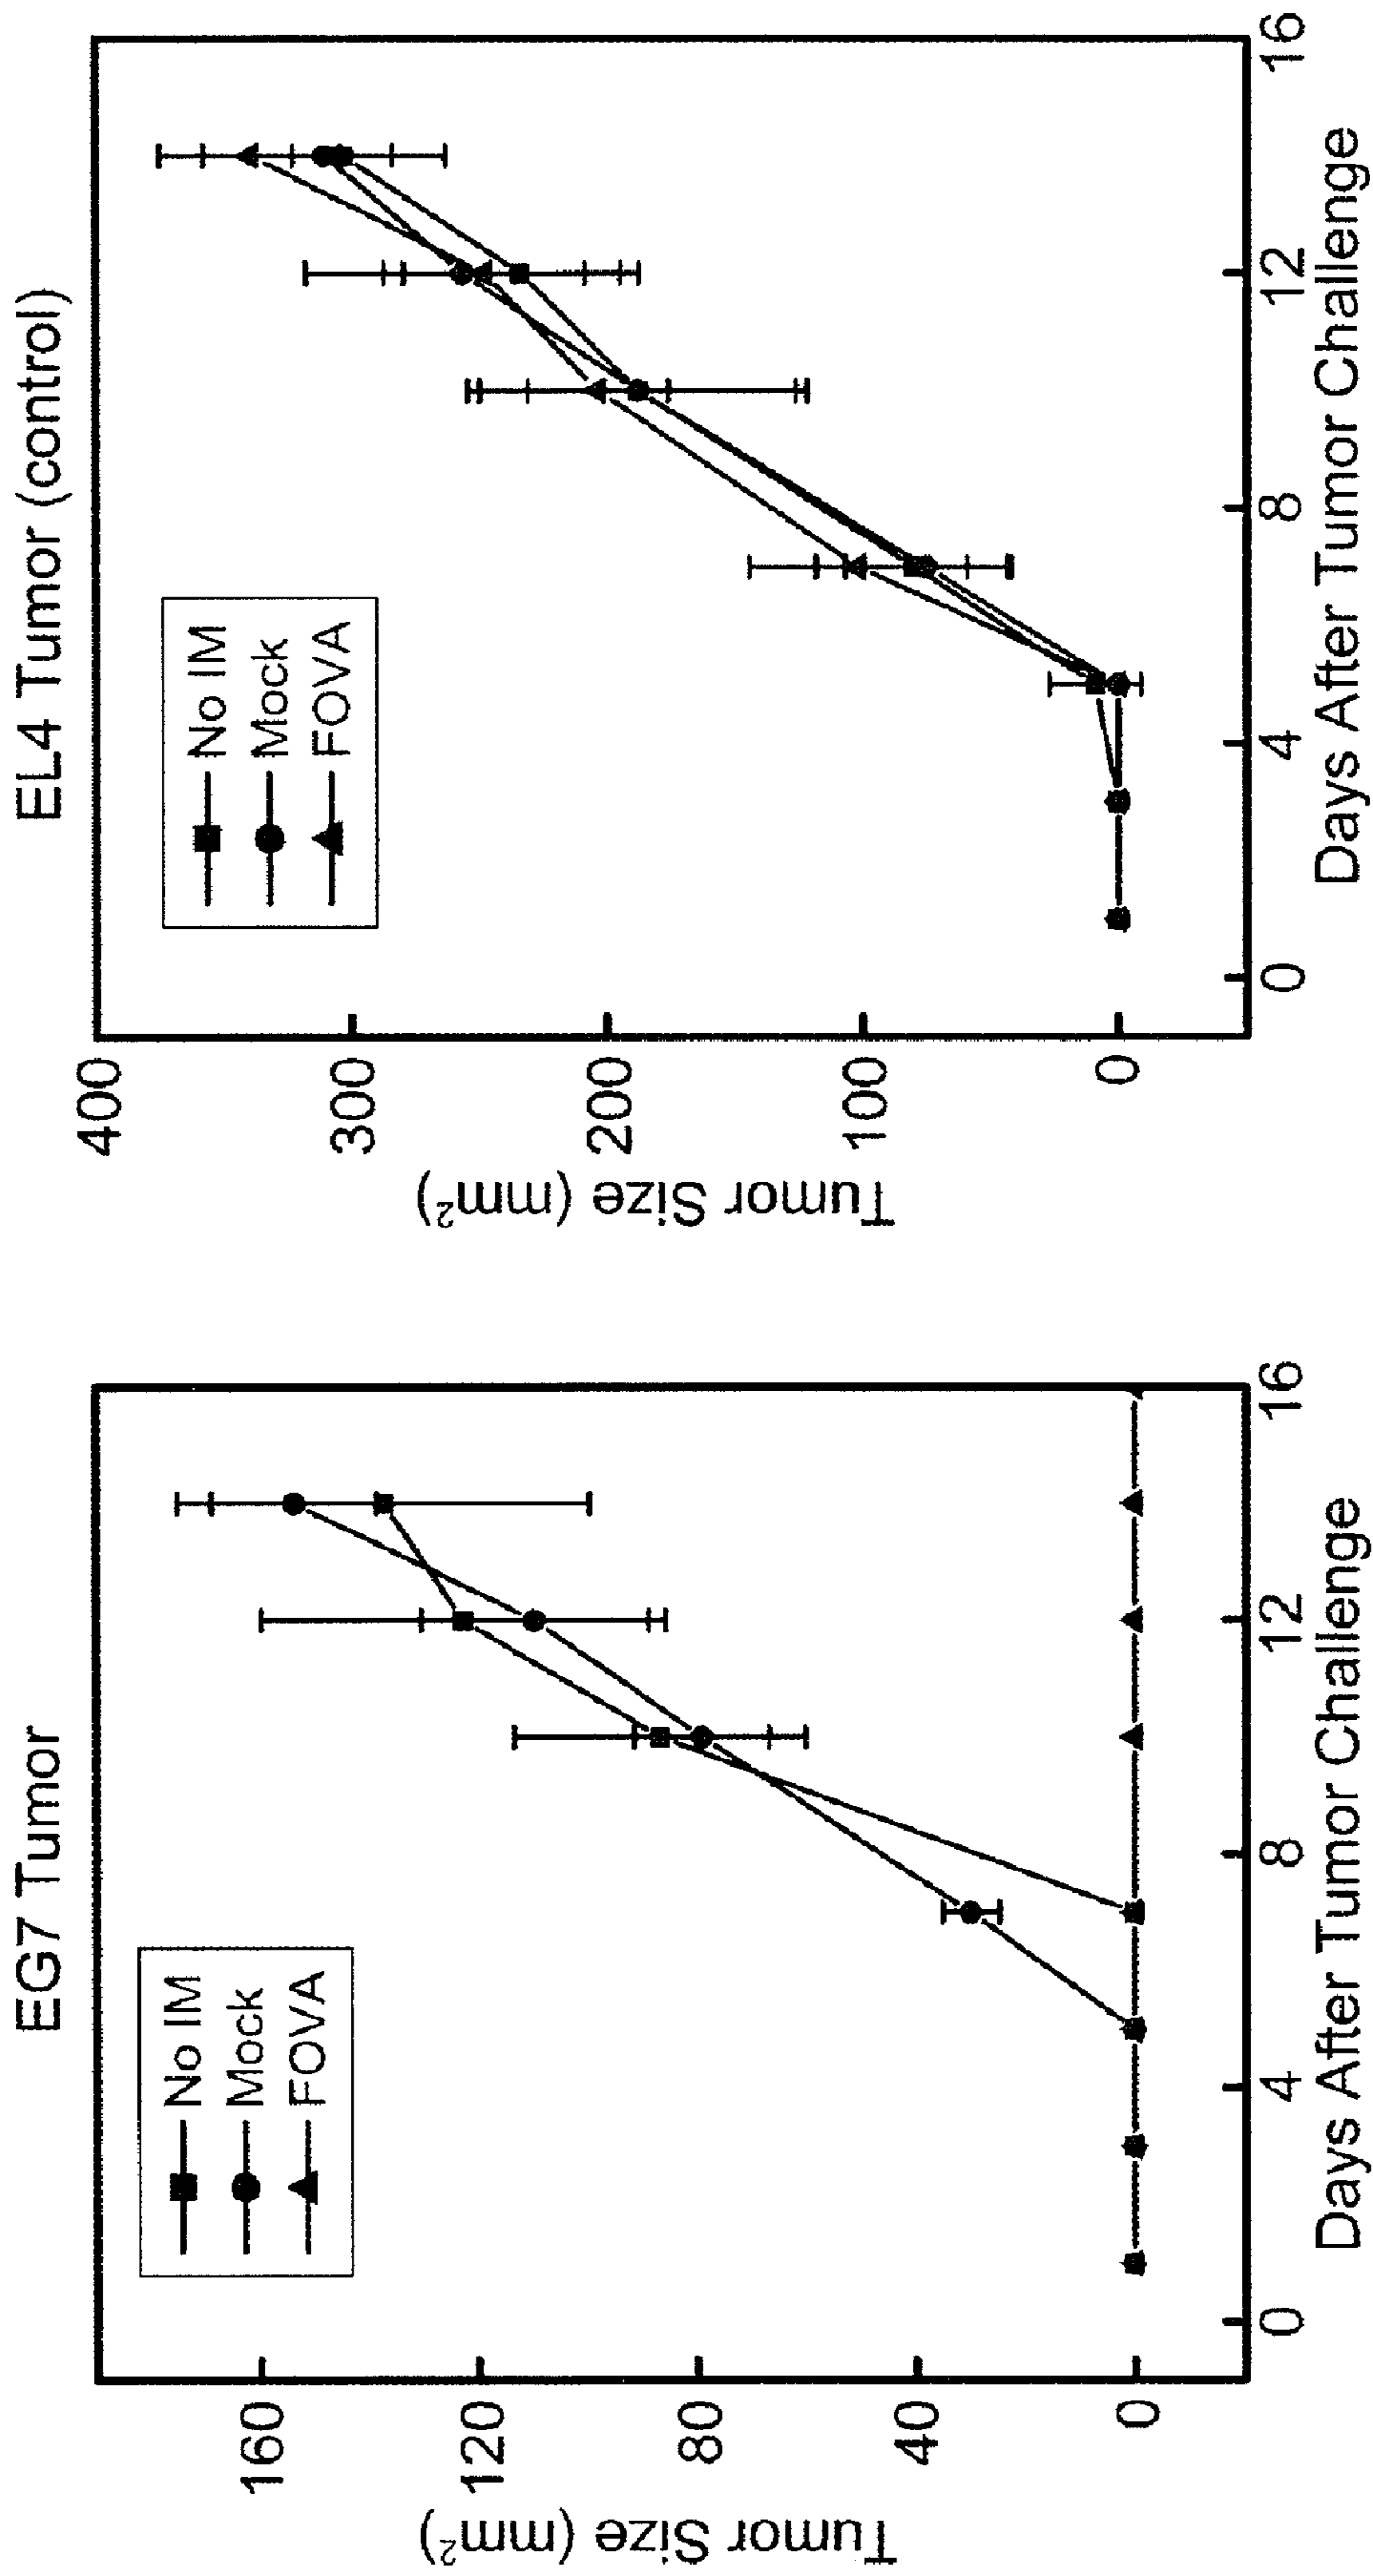 EG7 Tumor
No IM
Mock
FOVA
160
120
80
40
0
Tumor Size (mm²)
0 4 8 12 16
Days After Tumor Challenge
EL4 Tumor (control)
No IM
Mock
FOVA
400
300
200
100
0
Tumor Size (mm²)
0 4 8 12 16
Days After Tumor Challenge